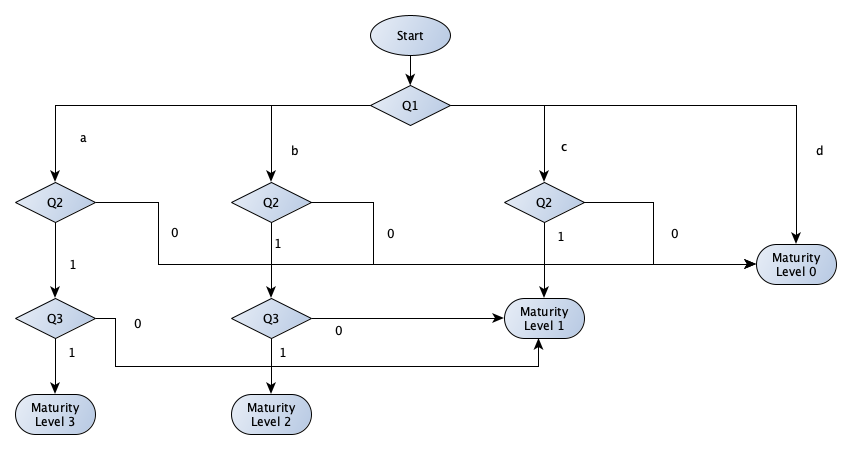 Start
Q1
a
b
c
d
Q2
Q2
Q2
0
0
0
1
1
1
Maturity
Level 0
Q3
0
Q3
0
Maturity
Level 1
1
1
Maturity
Level 3
Maturity
Level 2